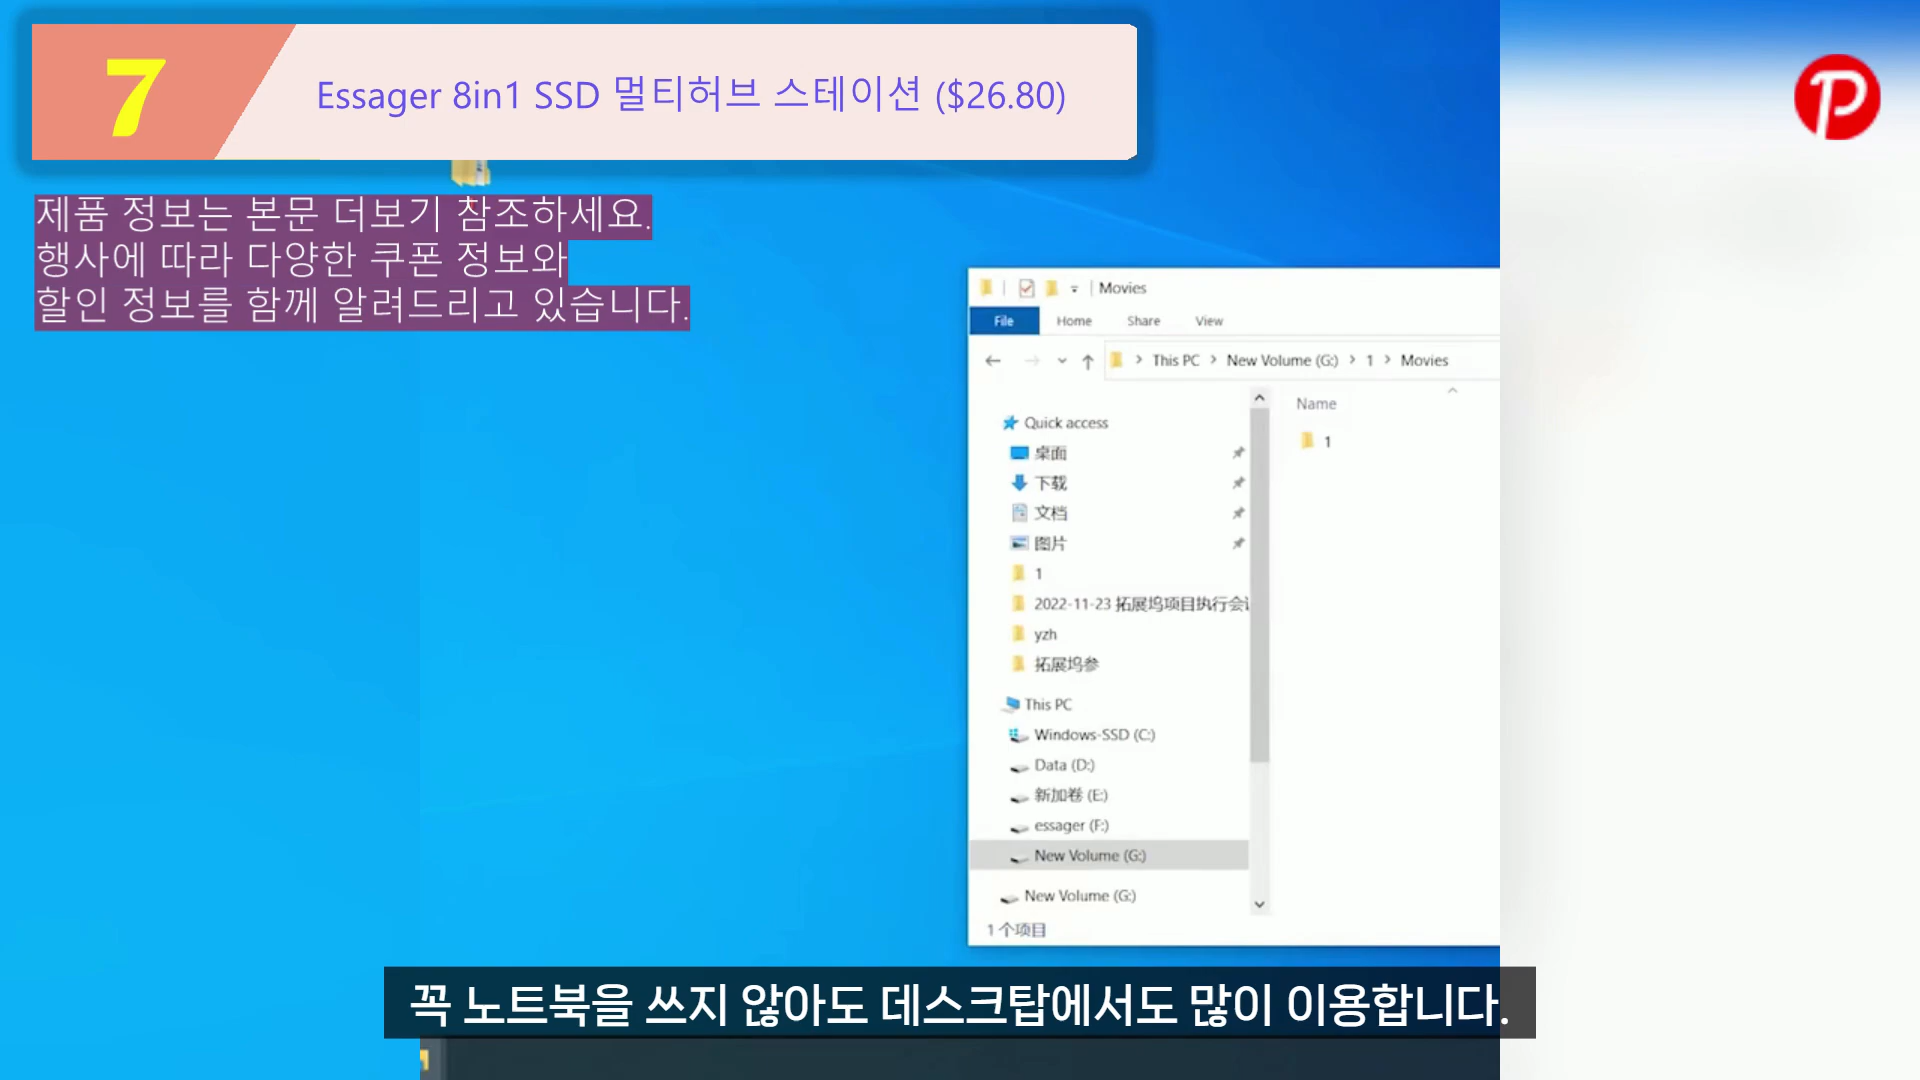 7
Essager 8in1 SSD 멀티허브 스테이션 ($26.80)
제품 정보는 본문 더보기 참조하세요.
행사에 따라 다양한 쿠폰 정보와
할인 정보를 함께 알려드리고 있습니다.
Movies
File Home Share View
This PC > New Volume (G:) > 1 > Movies
Name
1
Quick access
桌面
下载
文档
图片
1
2022-11-23 拓展坞项目执行会
yzh
拓展坞参
This PC
Windows-SSD (C:)
Data (D:)
新加卷 (E:)
essager (F:)
New Volume (G:)
New Volume (G:)
1 个项目
꼭 노트북을 쓰지 않아도 데스크탑에서도 많이 이용합니다.